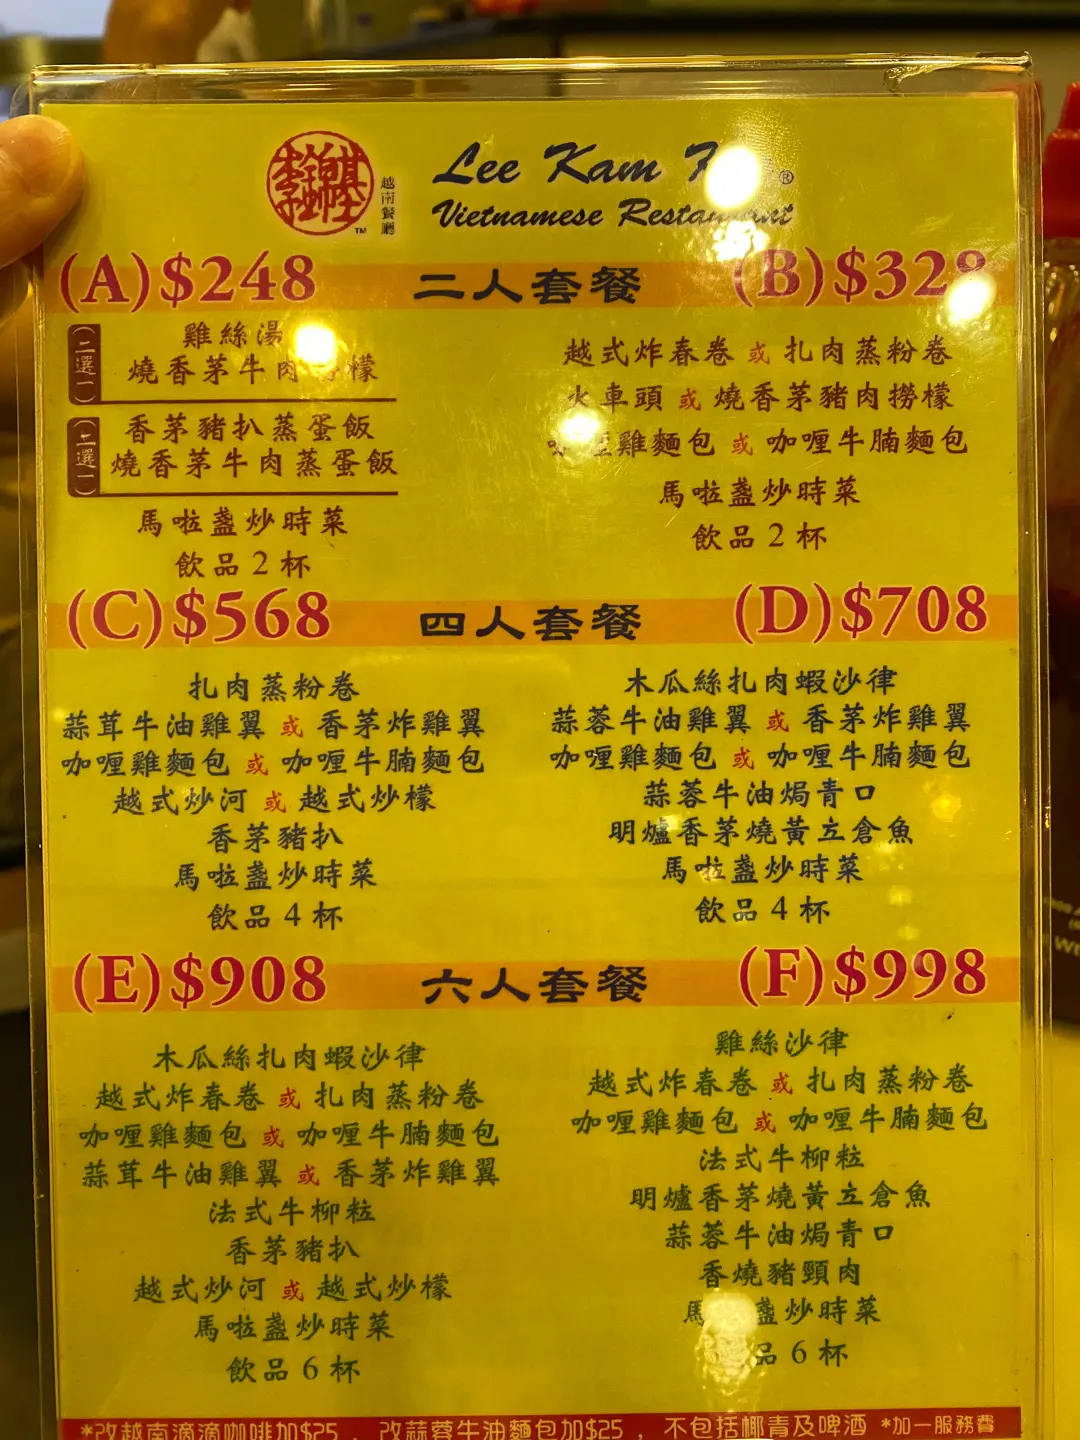 李錦基
越南餐廳
TM
Lee Kam ®
Vietnamese Restaurant
(A)$248 二人套餐 (B)$328
二選一
雞絲湯
燒香茅牛肉 檬
二選一
香茅豬扒蒸蛋飯
燒香茅牛肉蒸蛋飯
馬啦盞炒時菜
飲品2杯
越式炸春卷 或 扎肉蒸粉卷
火車頭 或 燒香茅豬肉撈檬
喱雞麵包 或 咖喱牛腩麵包
馬啦盞炒時菜
飲品2杯
(C)$568 四人套餐 (D)$708
扎肉蒸粉卷
蒜茸牛油雞翼 或 香茅炸雞翼
咖喱雞麵包 或 咖喱牛腩麵包
越式炒河 或 越式炒檬
香茅豬扒
馬啦盞炒時菜
飲品4杯
木瓜絲扎肉蝦沙律
蒜蓉牛油雞翼 或 香茅炸雞翼
咖喱雞麵包 或 咖喱牛腩麵包
蒜蓉牛油焗青口
明爐香茅燒黃立倉魚
馬啦盞炒時菜
飲品4杯
(E)$908 六人套餐 (F)$998
木瓜絲扎肉蝦沙律
越式炸春卷 或 扎肉蒸粉卷
咖喱雞麵包 或 咖喱牛腩麵包
蒜茸牛油雞翼 或 香茅炸雞翼
法式牛柳粒
香茅豬扒
越式炒河 或 越式炒檬
馬啦盞炒時菜
飲品6杯
雞絲沙律
越式炸春卷 或 扎肉蒸粉卷
咖喱雞麵包 或 咖喱牛腩麵包
法式牛柳粒
明爐香茅燒黃立倉魚
蒜蓉牛油焗青口
香燒豬頸肉
馬 盞炒時菜
品6杯
*改越南滴滴咖啡加$25 ， 改蒜蓉牛油麵包加$25 ， 不包括椰青及啤酒 *加一服務費